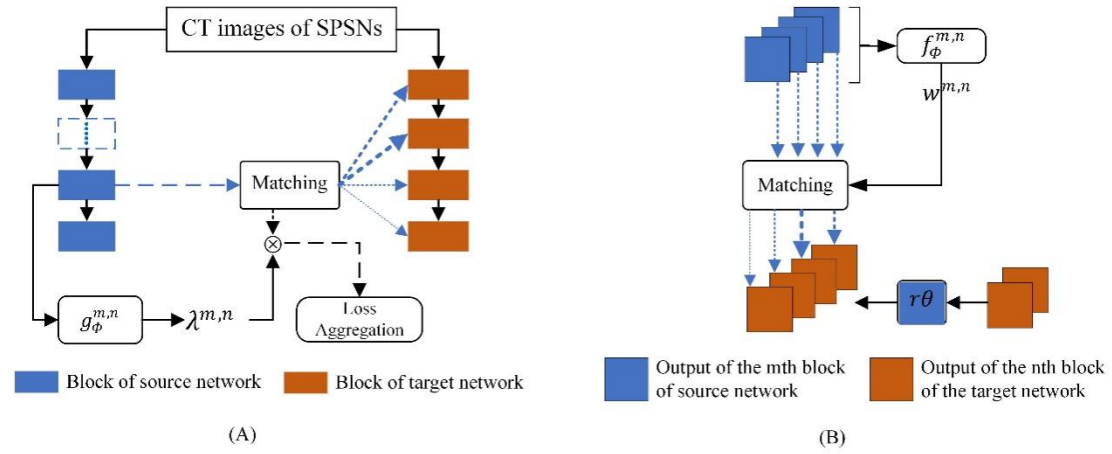 CT images of SPSNs
Matching
⊗
g_Φ^{m,n}
λ^{m,n}
Loss
Aggregation
Block of source network
Block of target network
(A)
f_Φ^{m,n}
w^{m,n}
Matching
rθ
Output of the mth block
of source network
Output of the nth block
of the target network
(B)